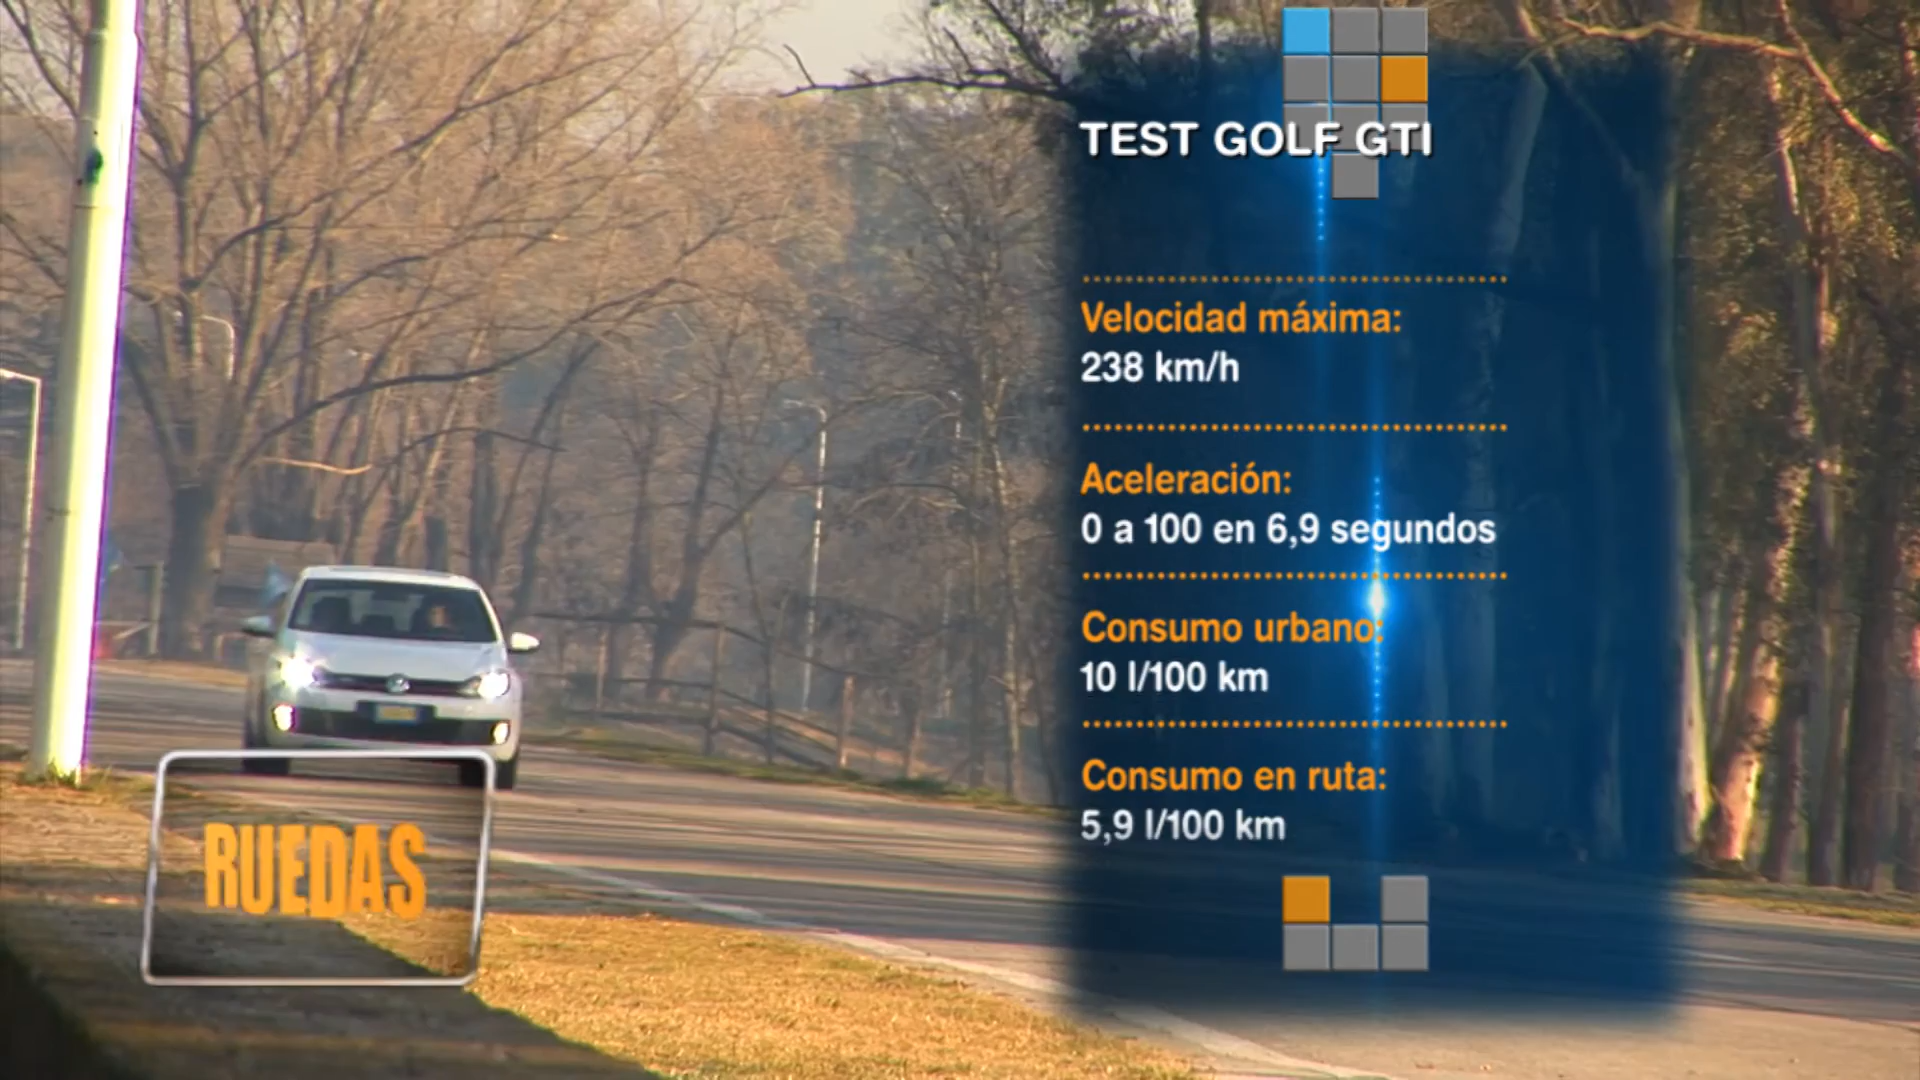 TEST GOLF GTI
Velocidad máxima:
238 km/h
Aceleración:
0 a 100 en 6,9 segundos
Consumo urbano:
10 l/100 km
Consumo en ruta:
5,9 l/100 km
RUEDAS